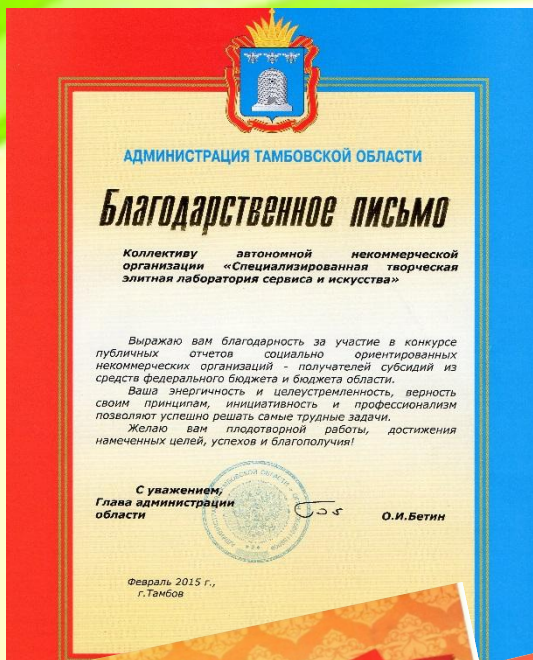 АДМИНИСТРАЦИЯ ТАМБОВСКОЙ ОБЛАСТИ
Благодарственное письмо
Коллективу автономной некоммерческой
организации «Специализированная творческая
элитная лаборатория сервиса и искусства»
Выражаю вам благодарность за участие в конкурсе
публичных отчетов социально ориентированных
некоммерческих организаций - получателей субсидий из
средств федерального бюджета и бюджета области.
Ваша энергичность и целеустремленность, верность
своим принципам, инициативность и профессионализм
позволяют успешно решать самые трудные задачи.
Желаю вам плодотворной работы, достижения
намеченных целей, успехов и благополучия!
С уважением,
Глава администрации
области О.И.Бетин
Февраль 2015 г.,
г.Тамбов